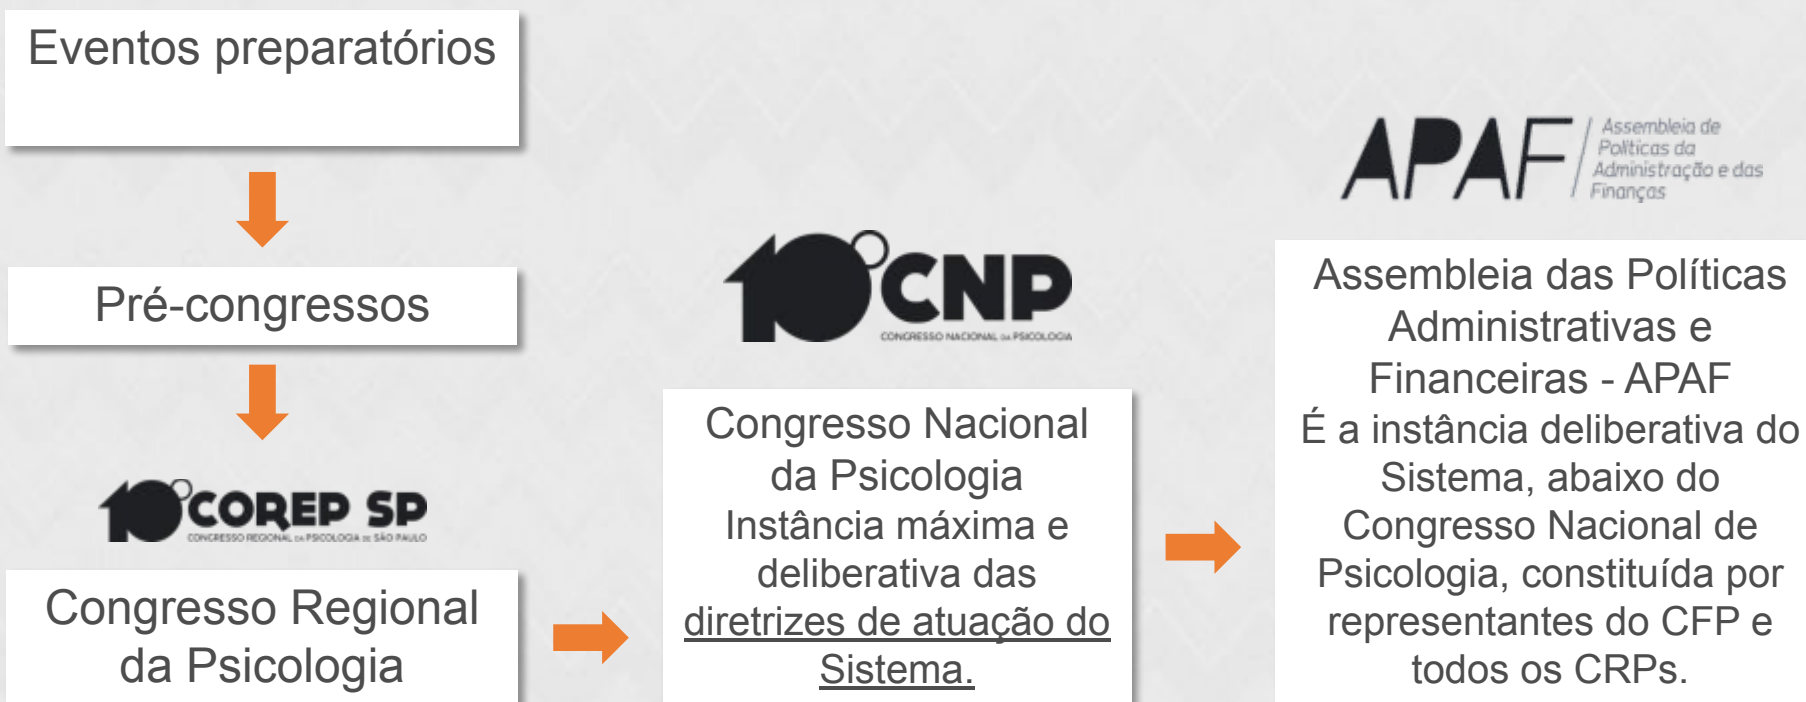 Eventos preparatórios
Pré-congressos
10º COREP SP
CONGRESSO REGIONAL DA PSICOLOGIA DE SÃO PAULO
Congresso Regional
da Psicologia
10º CNP
CONGRESSO NACIONAL DA PSICOLOGIA
Congresso Nacional
da Psicologia
Instância máxima e
deliberativa das
diretrizes de atuação do
Sistema.
APAF
Assembleia de
Políticas da
Administração e das
Finanças
Assembleia das Políticas
Administrativas e
Financeiras - APAF
É a instância deliberativa do
Sistema, abaixo do
Congresso Nacional de
Psicologia, constituída por
representantes do CFP e
todos os CRPs.